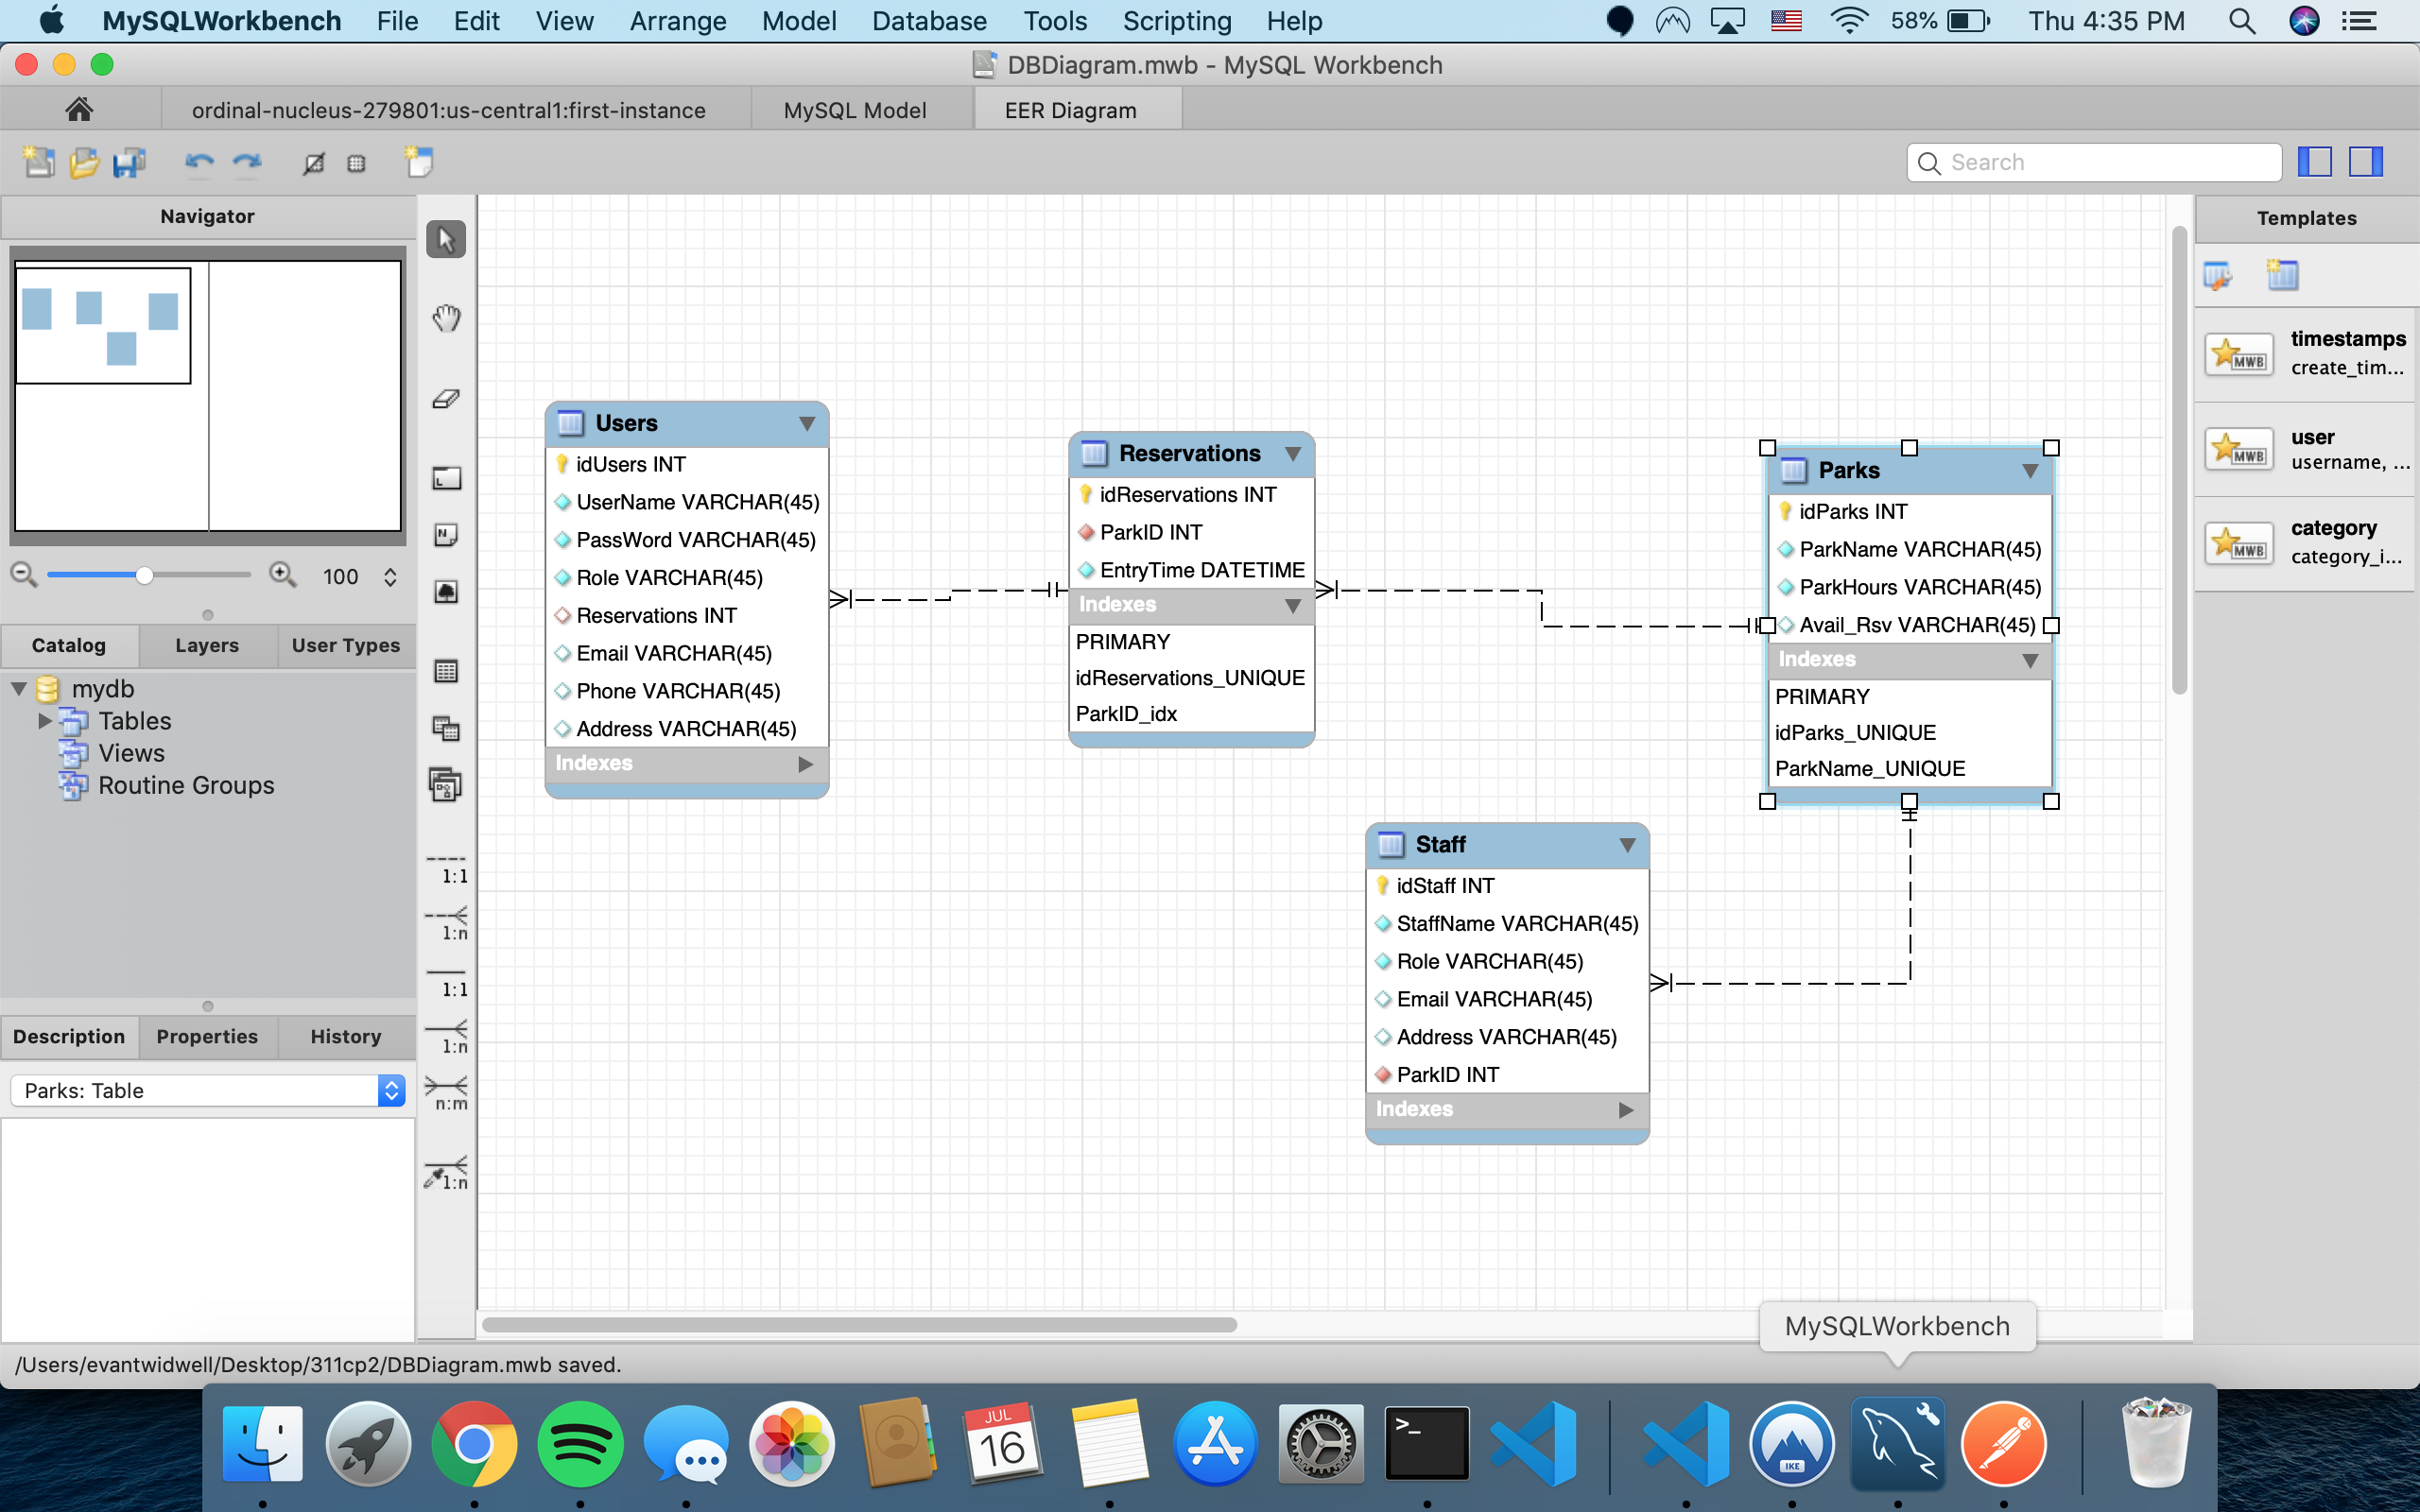 MySQLWorkbench File Edit View Arrange Model Database Tools Scripting Help 58% Thu 4:35 PM
DBDiagram.mwb - MySQL Workbench
ordinal-nucleus-279801:us-central1:first-instance MySQL Model EER Diagram
Search
Navigator
100
Catalog Layers User Types
mydb
Tables
Views
Routine Groups
Description Properties History
Parks: Table
1:1
1:n
1:1
1:n
n:m
1:n
Users
idUsers INT
UserName VARCHAR(45)
PassWord VARCHAR(45)
Role VARCHAR(45)
Reservations INT
Email VARCHAR(45)
Phone VARCHAR(45)
Address VARCHAR(45)
Indexes
Reservations
idReservations INT
ParkID INT
EntryTime DATETIME
Indexes
PRIMARY
idReservations_UNIQUE
ParkID_idx
Parks
idParks INT
ParkName VARCHAR(45)
ParkHours VARCHAR(45)
Avail_Rsv VARCHAR(45)
Indexes
PRIMARY
idParks_UNIQUE
ParkName_UNIQUE
Staff
idStaff INT
StaffName VARCHAR(45)
Role VARCHAR(45)
Email VARCHAR(45)
Address VARCHAR(45)
ParkID INT
Indexes
Templates
MWB
timestamps
create_tim...
MWB
user
username, ...
MWB
category
category_i...
MySQLWorkbench
/Users/evantwidwell/Desktop/311cp2/DBDiagram.mwb saved.
JUL
16
>_
IKE